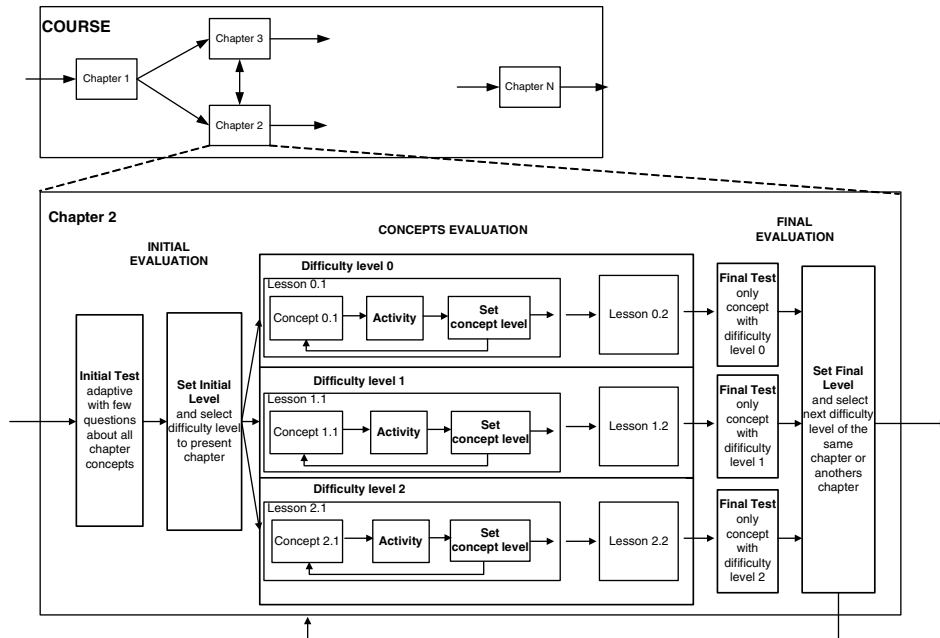 COURSE
Chapter 3
Chapter 1
Chapter N
Chapter 2
Chapter 2
INITIAL
EVALUATION
CONCEPTS EVALUATION
FINAL
EVALUATION
Initial Test
adaptive
with few
questions
about all
chapter
concepts
Set Initial
Level
and select
difficulty level
to present
chapter
Difficulty level 0
Lesson 0.1
Concept 0.1
Activity
Set
concept level
Lesson 0.2
Difficulty level 1
Lesson 1.1
Concept 1.1
Activity
Set
concept level
Lesson 1.2
Difficulty level 2
Lesson 2.1
Concept 2.1
Activity
Set
concept level
Lesson 2.2
Final Test
only
concept
with
difificulty
level 0
Final Test
only
concept
with
difificulty
level 1
Final Test
only
concept
with
difificulty
level 2
Set Final
Level
and select
next difficulty
level of the
same
chapter or
anothers
chapter